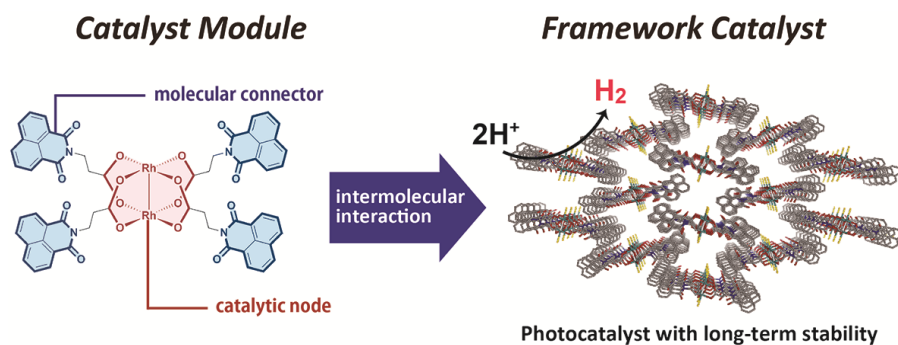 Catalyst Module
Framework Catalyst
molecular connector
O
N
O
O
O
Rh
O
O
O
N
O
O
N
O
O
O
Rh
O
O
O
N
O
catalytic node
intermolecular
interaction
2H⁺
H₂
Photocatalyst with long-term stability